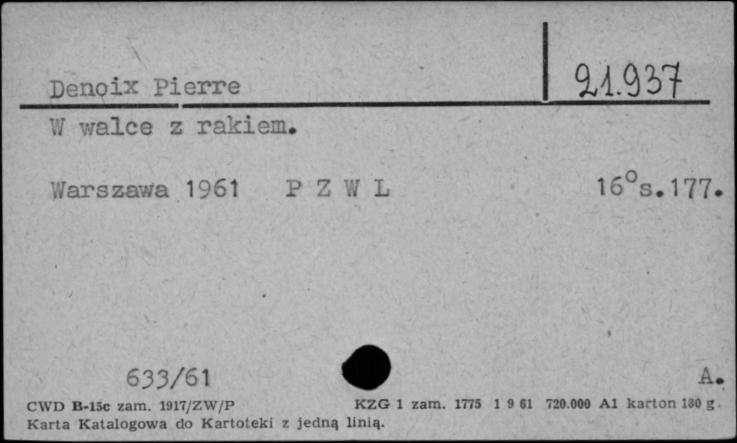 Denoix Pierre 21.937
W walce z rakiem.
Warszawa 1961 P Z W L 16°s.177.
633/61 A.
CWD B-15c zam. 1917/ZW/P KZG 1 zam. 1775 1 9 61 720.000 A1 karton 180 g
Karta Katalogowa do Kartoteki z jedną linią.